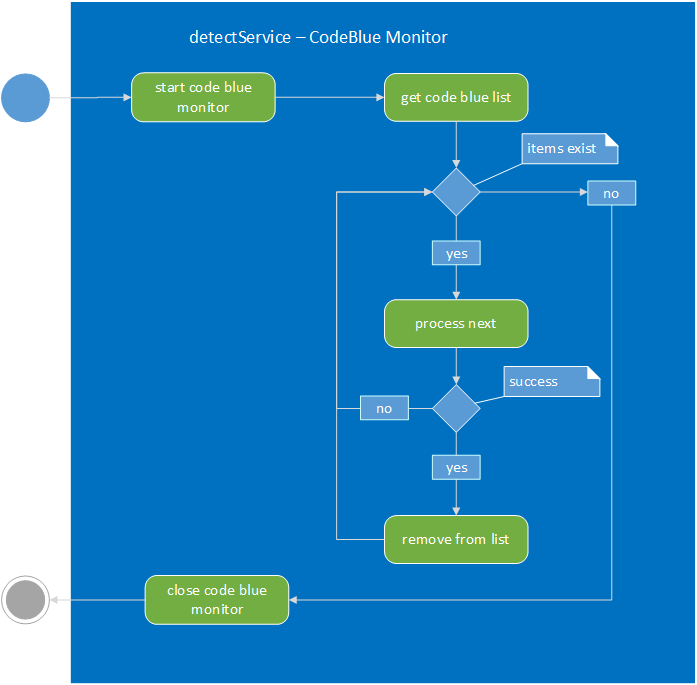 detectService – CodeBlue Monitor
start code blue
monitor
get code blue list
items exist
no
yes
process next
success
no
yes
remove from list
close code blue
monitor